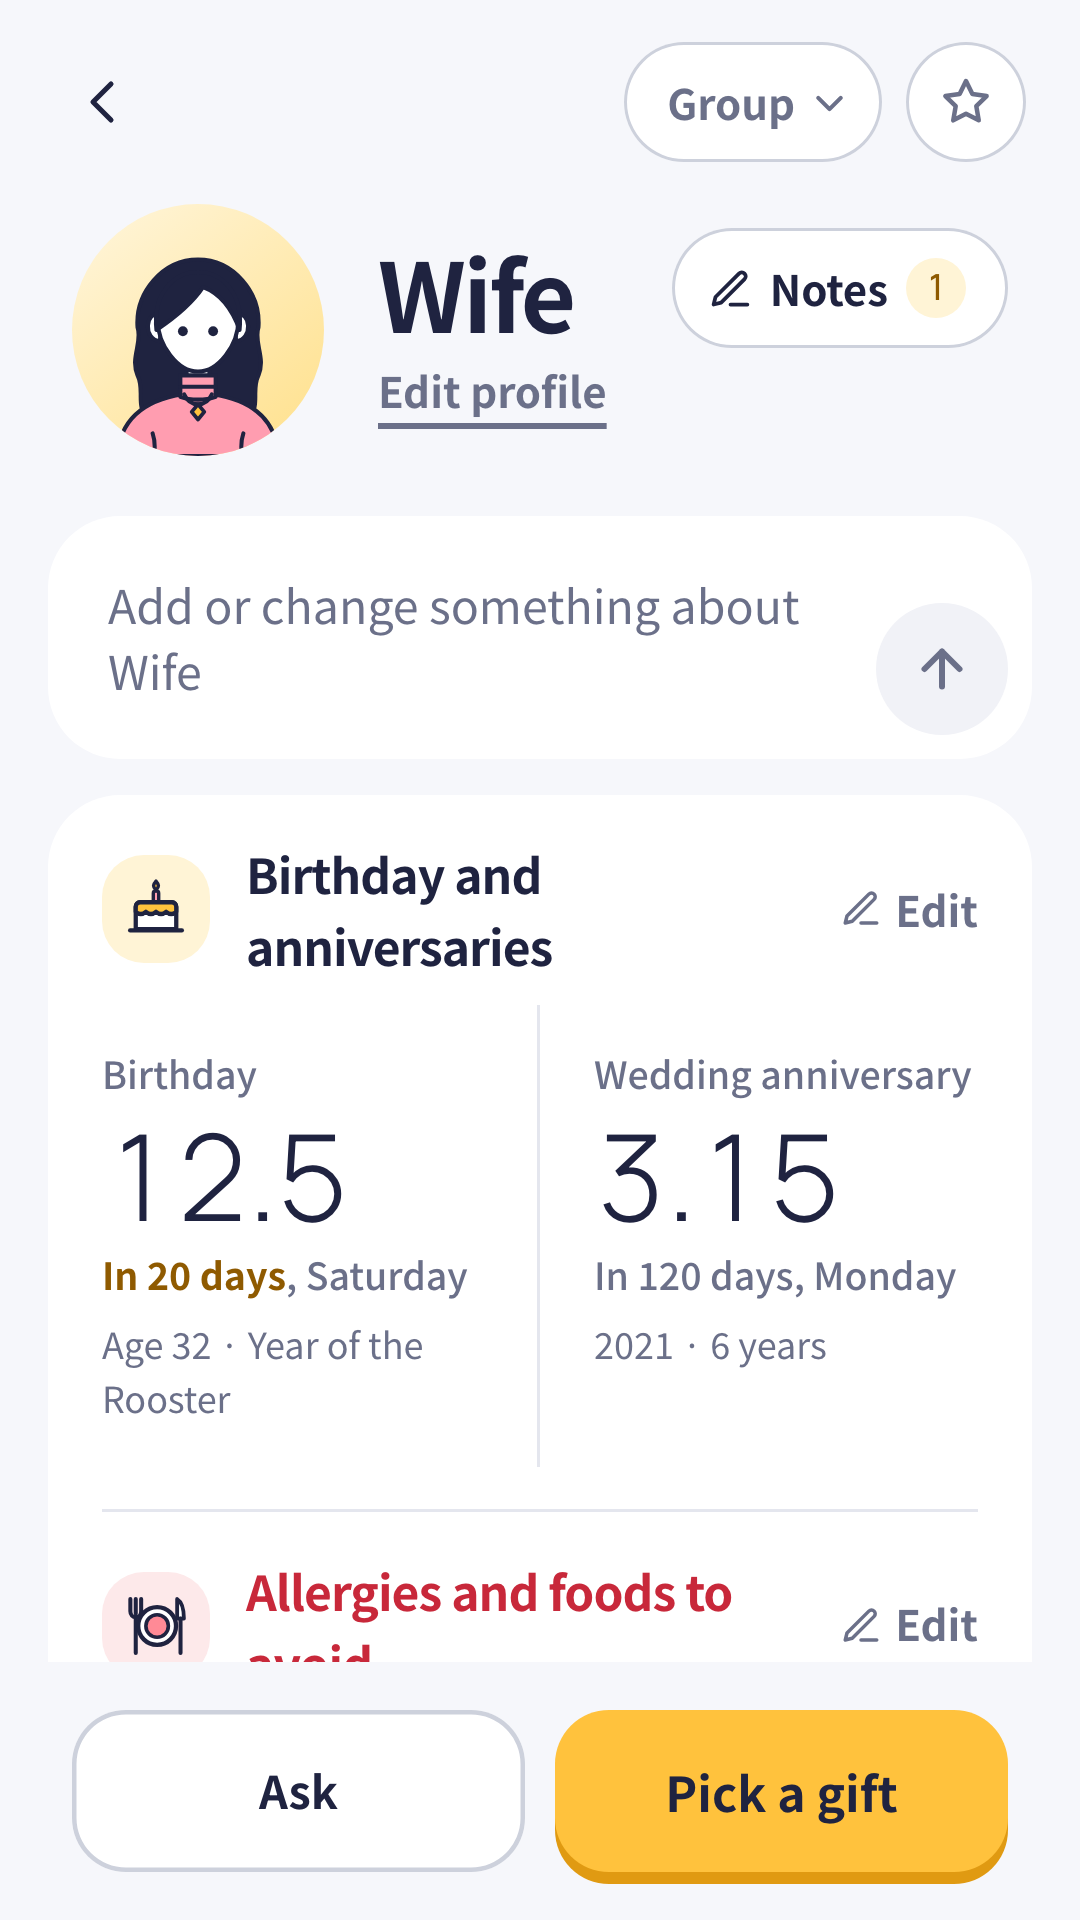 Group
Wife
Notes 1
Edit profile
Add or change something about
Wife
Birthday and
anniversaries
Edit
Birthday
12.5
In 20 days, Saturday
Age 32 · Year of the
Rooster
Wedding anniversary
3.15
In 120 days, Monday
2021 · 6 years
Allergies and foods to
avoid
Edit
Ask
Pick a gift